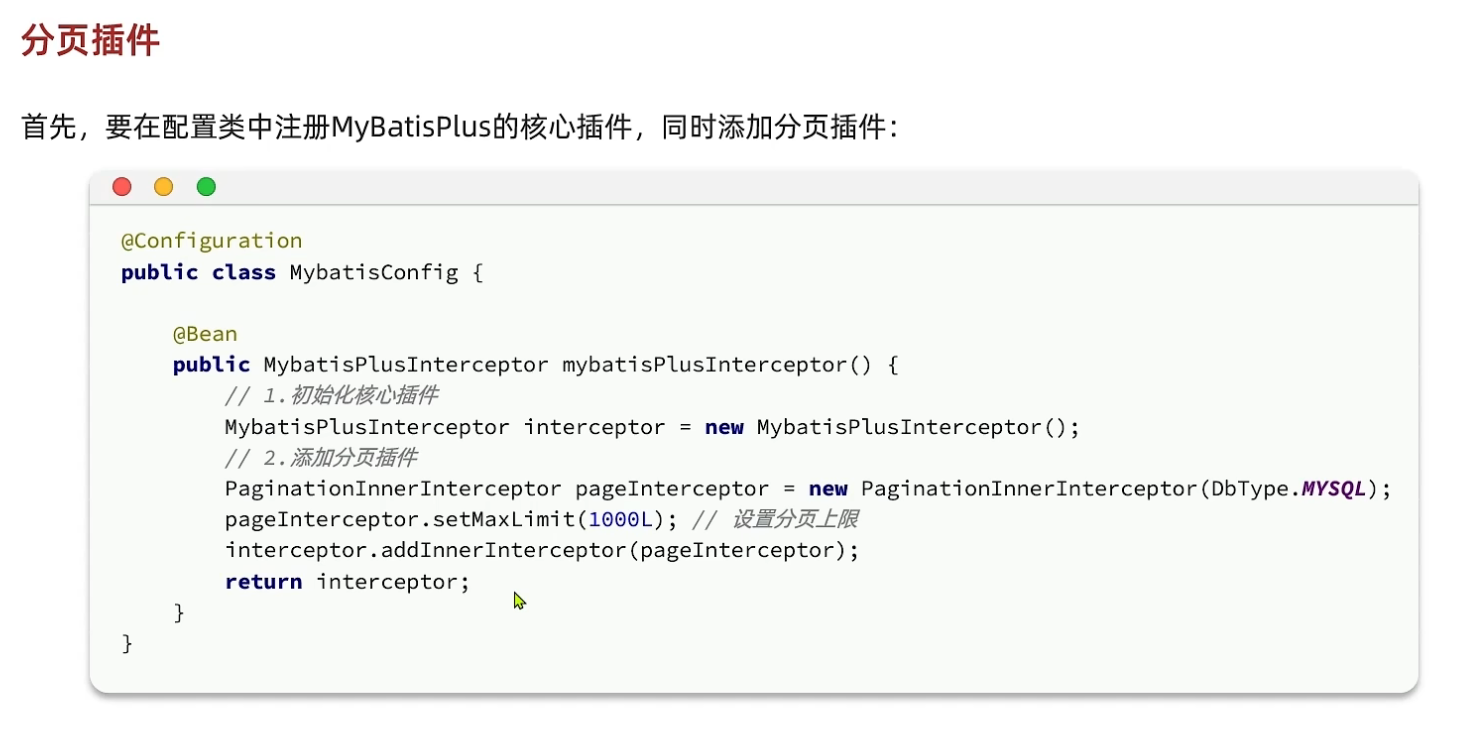 分页插件
首先，要在配置类中注册MyBatisPlus的核心插件，同时添加分页插件：
@Configuration
public class MybatisConfig {
@Bean
public MybatisPlusInterceptor mybatisPlusInterceptor() {
// 1.初始化核心插件
MybatisPlusInterceptor interceptor = new MybatisPlusInterceptor();
// 2.添加分页插件
PaginationInnerInterceptor pageInterceptor = new PaginationInnerInterceptor(DbType.MYSQL);
pageInterceptor.setMaxLimit(1000L); // 设置分页上限
interceptor.addInnerInterceptor(pageInterceptor);
return interceptor;
}
}